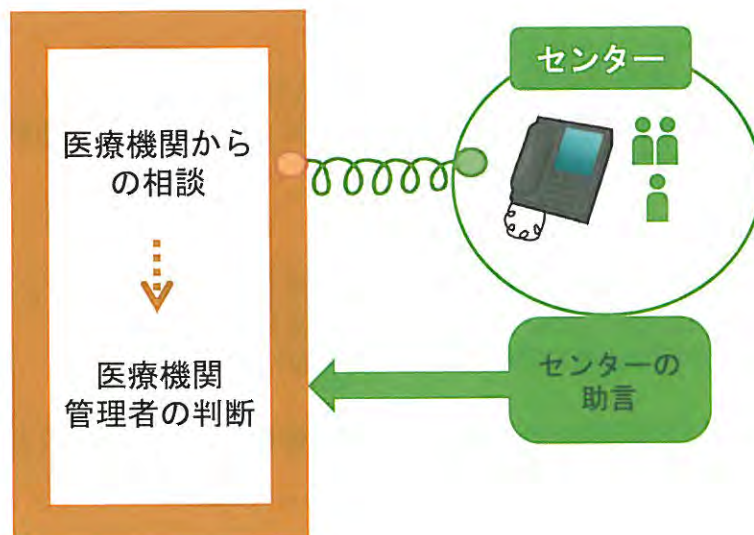 センター
医療機関から
の相談
医療機関
管理者の判断
センターの
助言